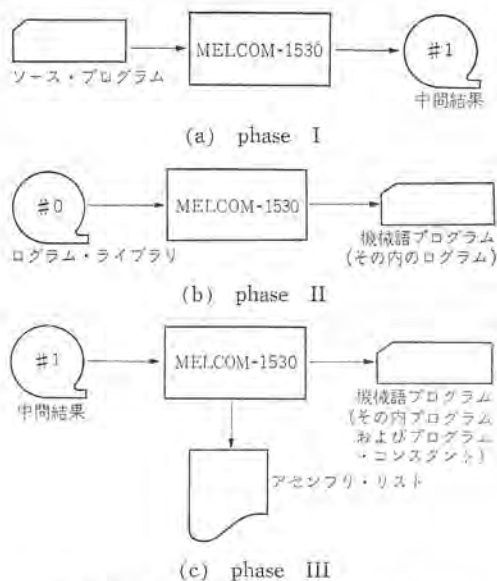 MELCOM-1530
#1
ソース・プログラム
中間結果
(a) phase I
#0
MELCOM-1530
ログラム・ライブラリ
機械語プログラム
(その内のログラム)
(b) phase II
#1
MELCOM-1530
中間結果
機械語プログラム
(その内プログラム
およびプログラム
・コンスタント)
アセンブリ・リスト
(c) phase III